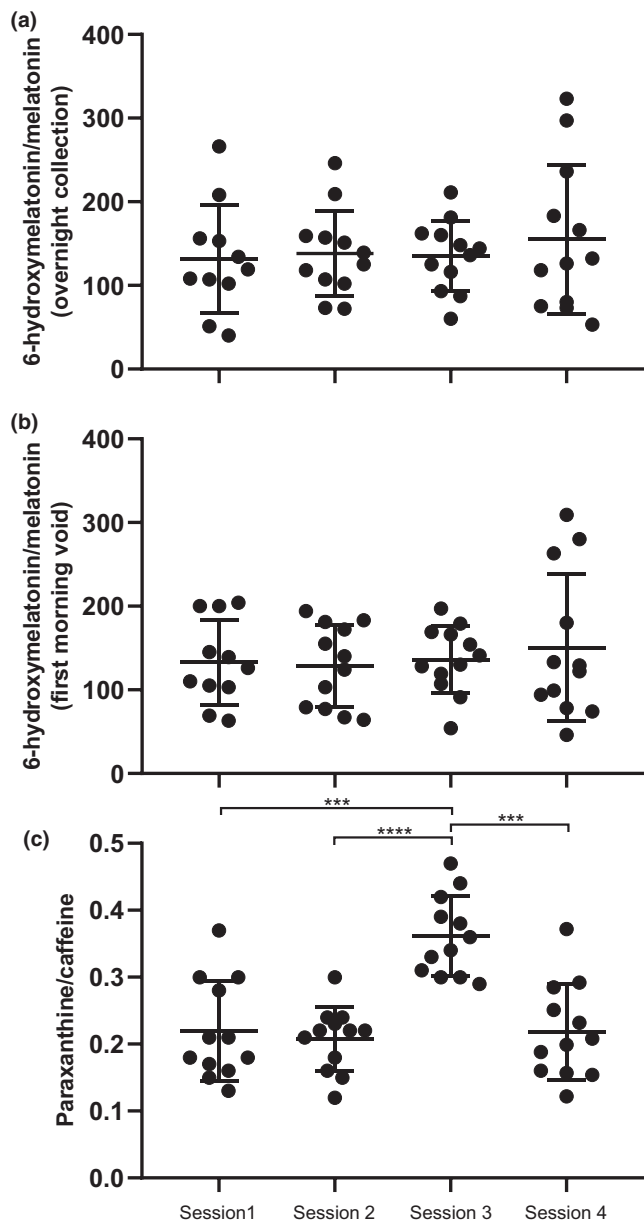 (a)
6-hydroxymelatonin/melatonin
(overnight collection)
400
300
200
100
0
(b)
6-hydroxymelatonin/melatonin
(first morning void)
400
300
200
100
0
***
****
***
(c)
Paraxanthine/caffeine
0.5
0.4
0.3
0.2
0.1
0.0
Session1 Session 2 Session 3 Session 4